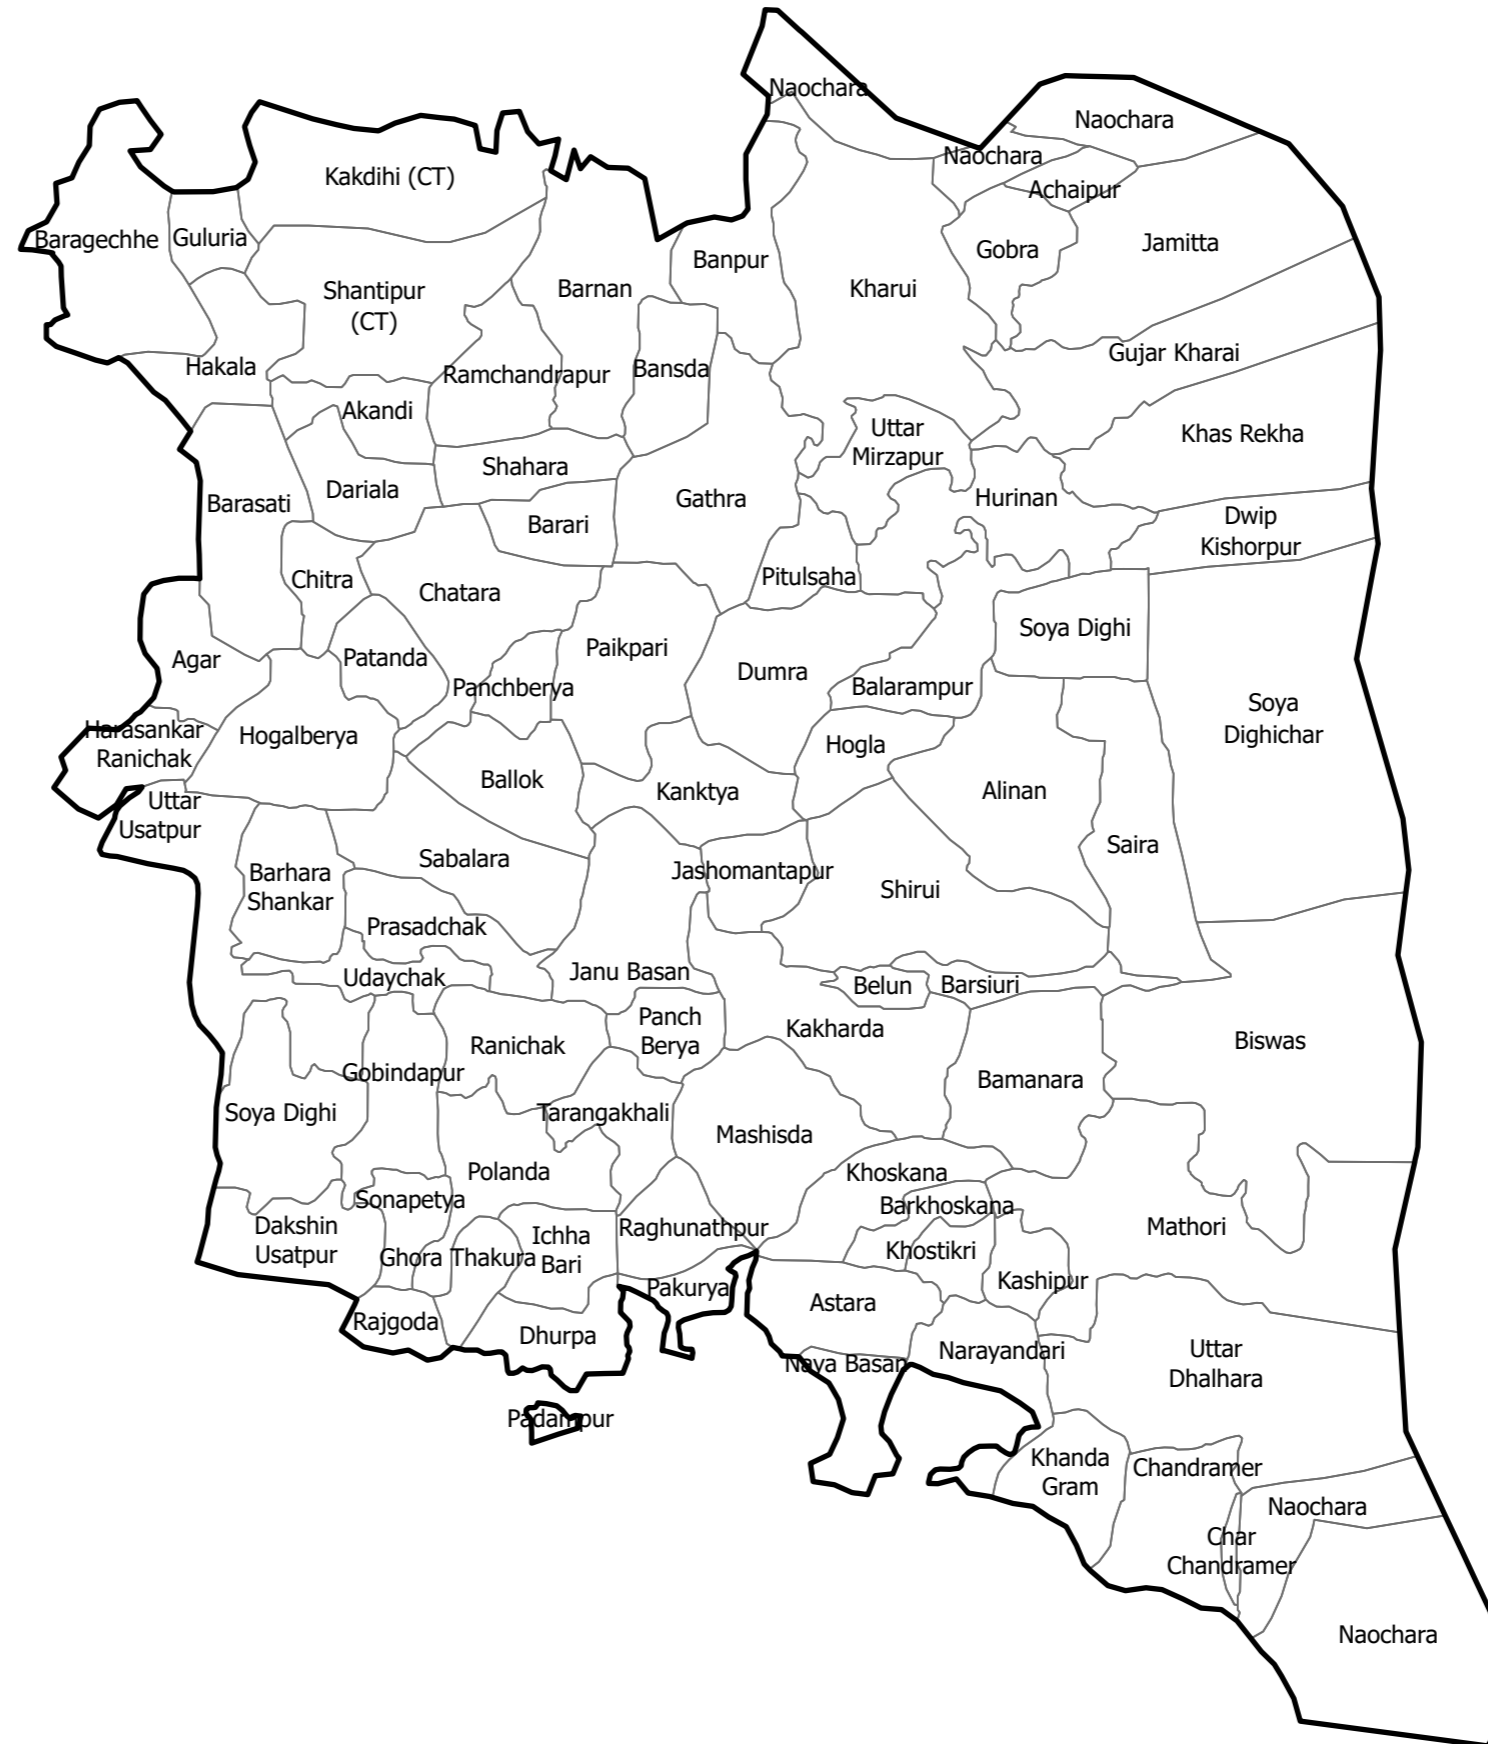 Naochara
Naochara
Naochara
Kakdihi (CT)
Achaipur
Baragechhe
Guluria
Jamitta
Gobra
Banpur
Barnan
Kharui
Shantipur
(CT)
Gujar Kharai
Hakala
Bansda
Ramchandrapur
Akandi
Uttar
Mirzapur
Khas Rekha
Shahara
Dariala
Hurinan
Gathra
Barasati
Dwip
Kishorpur
Barari
Pitulsaha
Chitra
Chatara
Soya Dighi
Paikpari
Patanda
Agar
Dumra
Balarampur
Panchberya
Soya
Dighichar
Harasankar
Ranichak
Hogalberya
Hogla
Ballok
Kanktya
Alinan
Uttar
Usatpur
Saira
Sabalara
Jashomantapur
Barhara
Shankar
Shirui
Prasadchak
Janu Basan
Udaychak
Belun
Barsiuri
Panch
Berya
Kakharda
Biswas
Ranichak
Gobindapur
Bamanara
Soya Dighi
Tarangakhali
Mashisda
Polanda
Khoskana
Sonapetya
Barkhoskana
Dakshin
Usatpur
Raghunathpur
Mathori
Ichha
Bari
Ghora
Thakura
Khostikri
Kashipur
Pakurya
Astara
Rajgoda
Dhurpa
Narayandari
Uttar
Dhalhara
Naya Basan
Padampur
Khanda
Gram
Chandramer
Naochara
Char
Chandramer
Naochara